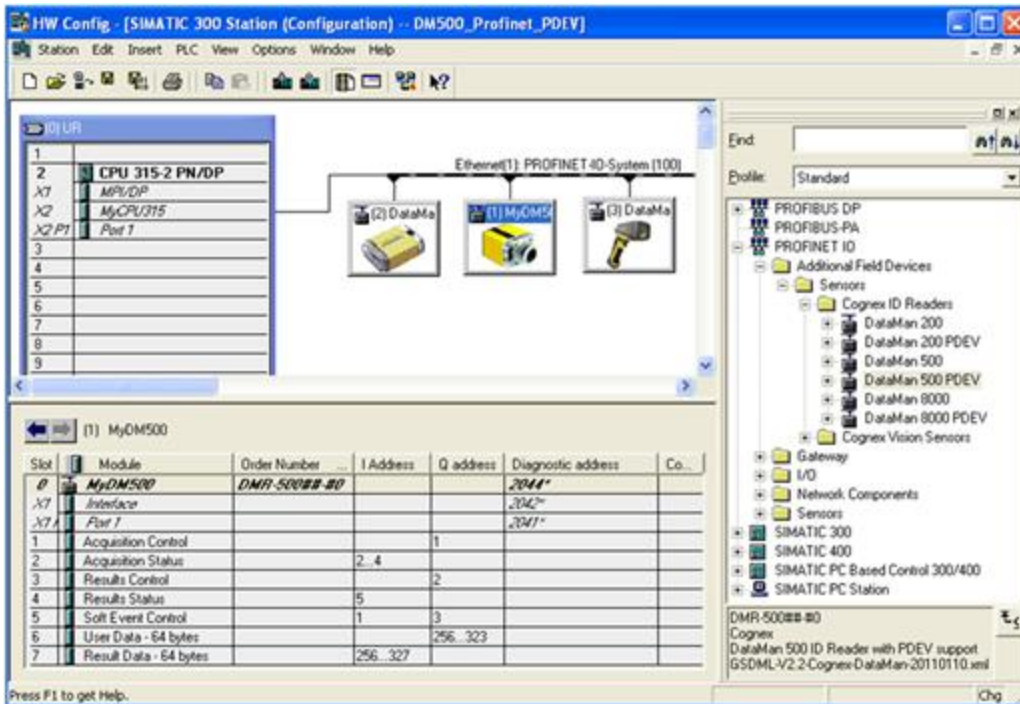 HW Config - [SIMATIC 300 Station (Configuration) -- DM500_Profinet_PDEV]
Station Edit Insert PLC View Options Window Help
(0) UR
1
2 CPU 315-2 PN/DP
X1 MPI/DP
X2 MyCPU315
X2 P1 Port 1
3
4
5
6
7
8
9
Ethernet(1): PROFINET-IO-System (100)
(2) DataMa
(1) MyDM5
(3) DataMa
Find:
Profile: Standard
PROFIBUS DP
PROFIBUS-PA
PROFINET IO
Additional Field Devices
Sensors
Cognex ID Readers
DataMan 200
DataMan 200 PDEV
DataMan 500
DataMan 500 PDEV
DataMan 8000
DataMan 8000 PDEV
Cognex Vision Sensors
Gateway
I/O
Network Components
Sensors
SIMATIC 300
SIMATIC 400
SIMATIC PC Based Control 300/400
SIMATIC PC Station
DMR-500##-#0
Cognex
DataMan 500 ID Reader with PDEV support
GSDML-V2.2-Cognex-DataMan-20110110.xml
(1) MyDM500
Slot Module Order Number ... I Address Q address Diagnostic address Co...
0 MyDM500 DMR-500##-#0 2044*
X1 Interface 2042*
X1 Port 1 2041*
1 Acquisition Control 1
2 Acquisition Status 2...4
3 Results Control 2
4 Results Status 5
5 Soft Event Control 1 3
6 User Data - 64 bytes 256...323
7 Result Data - 64 bytes 256...327
Press F1 to get Help.
Chg